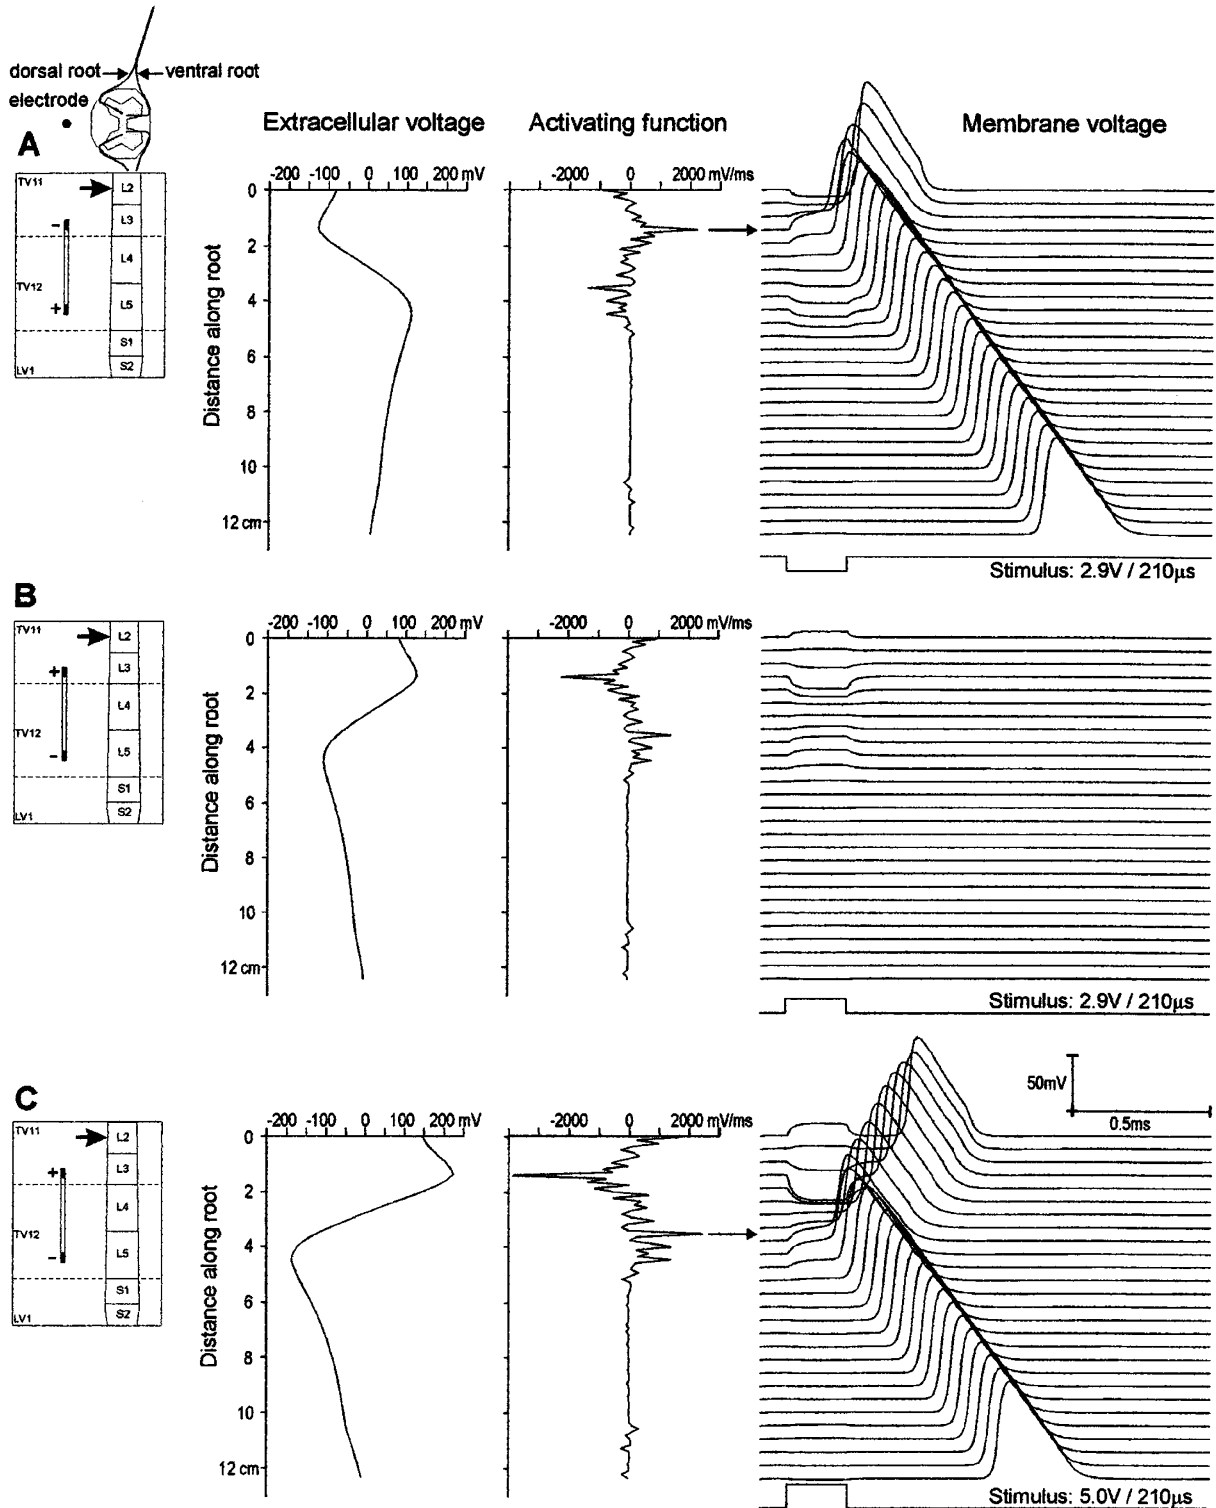 dorsal root
ventral root
electrode
A
Extracellular voltage
Activating function
Membrane voltage
-200 -100 0 100 200 mV
-2000 0 2000 mV/ms
TV11
L2
L3
L4
TV12
L5
S1
S2
LV1
-
+
Distance along root
0
2
4
6
8
10
12 cm
Stimulus: 2.9V / 210µs
B
-200 -100 0 100 200 mV
-2000 0 2000 mV/ms
TV11
L2
L3
L4
TV12
L5
S1
S2
LV1
+
-
Distance along root
0
2
4
6
8
10
12 cm
Stimulus: 2.9V / 210µs
C
-200 -100 0 100 200 mV
-2000 0 2000 mV/ms
50mV
0.5ms
TV11
L2
L3
L4
TV12
L5
S1
S2
LV1
+
-
Distance along root
0
2
4
6
8
10
12 cm
Stimulus: 5.0V / 210µs